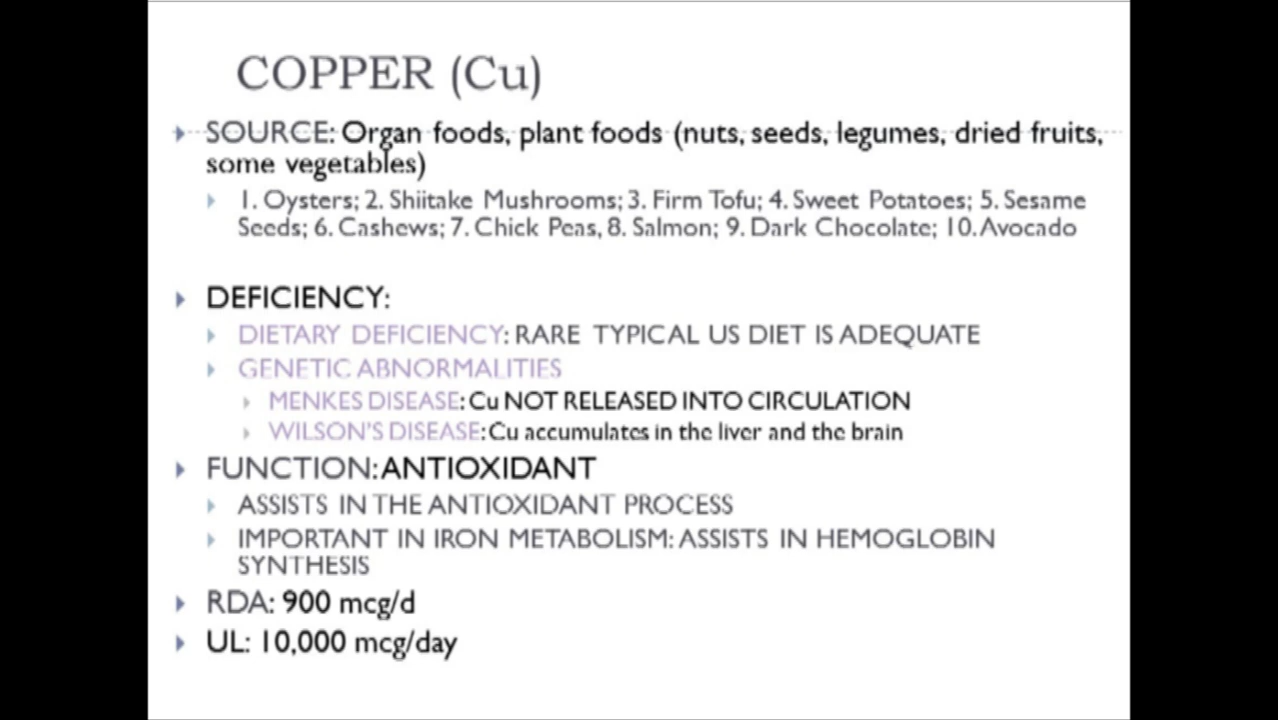 COPPER (Cu)
SOURCE: Organ foods, plant foods (nuts, seeds, legumes, dried fruits,
some vegetables)
1. Oysters; 2. Shiitake Mushrooms; 3. Firm Tofu; 4. Sweet Potatoes; 5. Sesame
Seeds; 6. Cashews; 7. Chick Peas, 8. Salmon; 9. Dark Chocolate; 10. Avocado
DEFICIENCY:
DIETARY DEFICIENCY: RARE TYPICAL US DIET IS ADEQUATE
GENETIC ABNORMALITIES
MENKES DISEASE: Cu NOT RELEASED INTO CIRCULATION
WILSON'S DISEASE: Cu accumulates in the liver and the brain
FUNCTION: ANTIOXIDANT
ASSISTS IN THE ANTIOXIDANT PROCESS
IMPORTANT IN IRON METABOLISM: ASSISTS IN HEMOGLOBIN
SYNTHESIS
RDA: 900 mcg/d
UL: 10,000 mcg/day